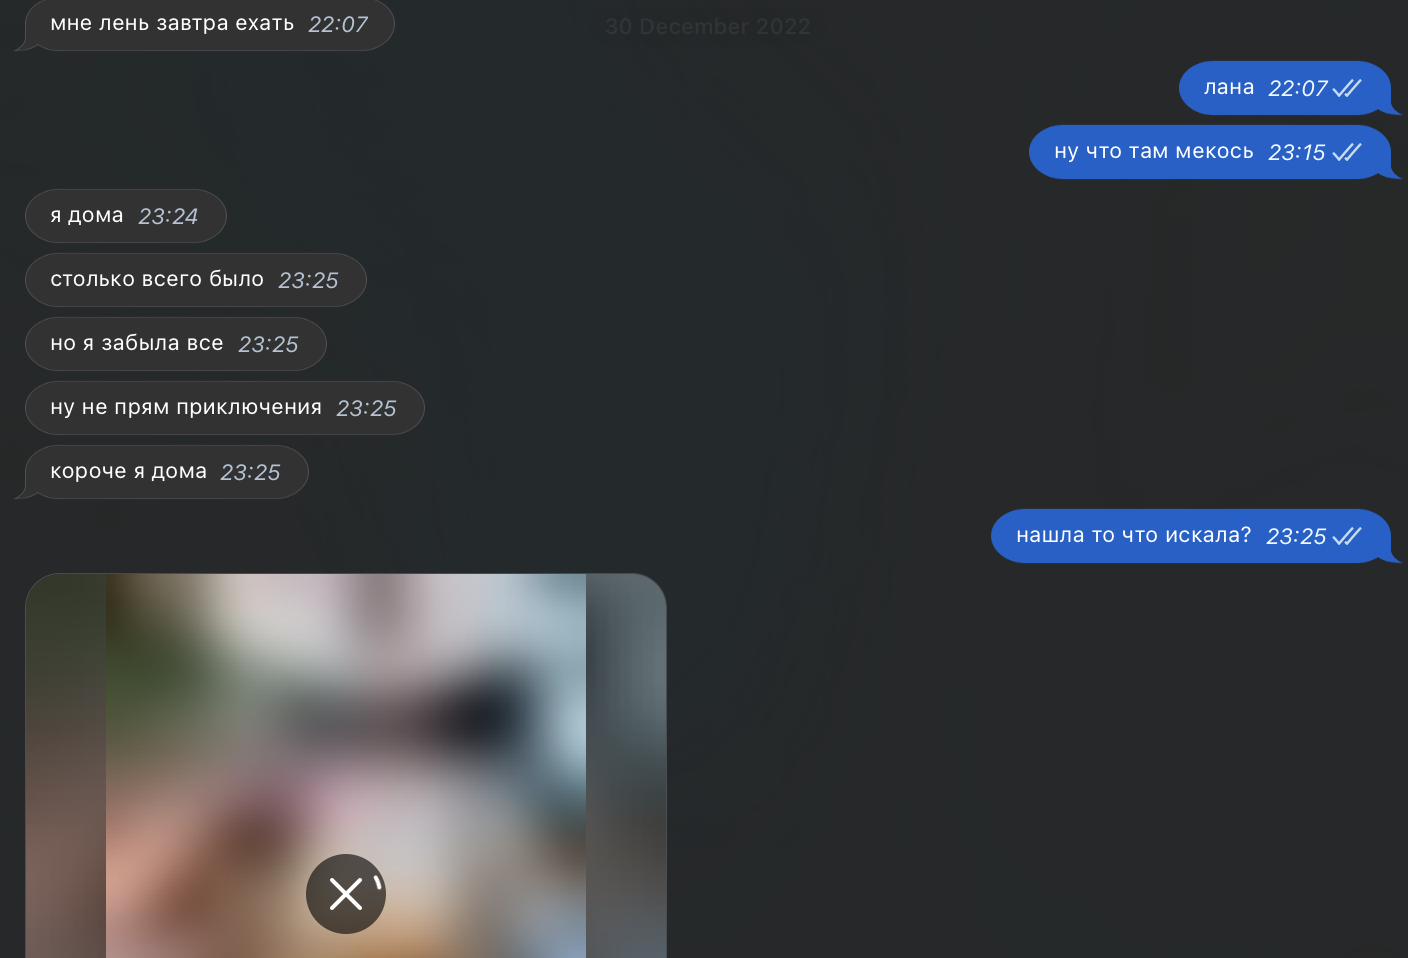 мне лень завтра ехать 22:07
30 December 2022
лана 22:07
ну что там мекось 23:15
я дома 23:24
столько всего было 23:25
но я забыла все 23:25
ну не прям приключения 23:25
короче я дома 23:25
нашла то что искала? 23:25